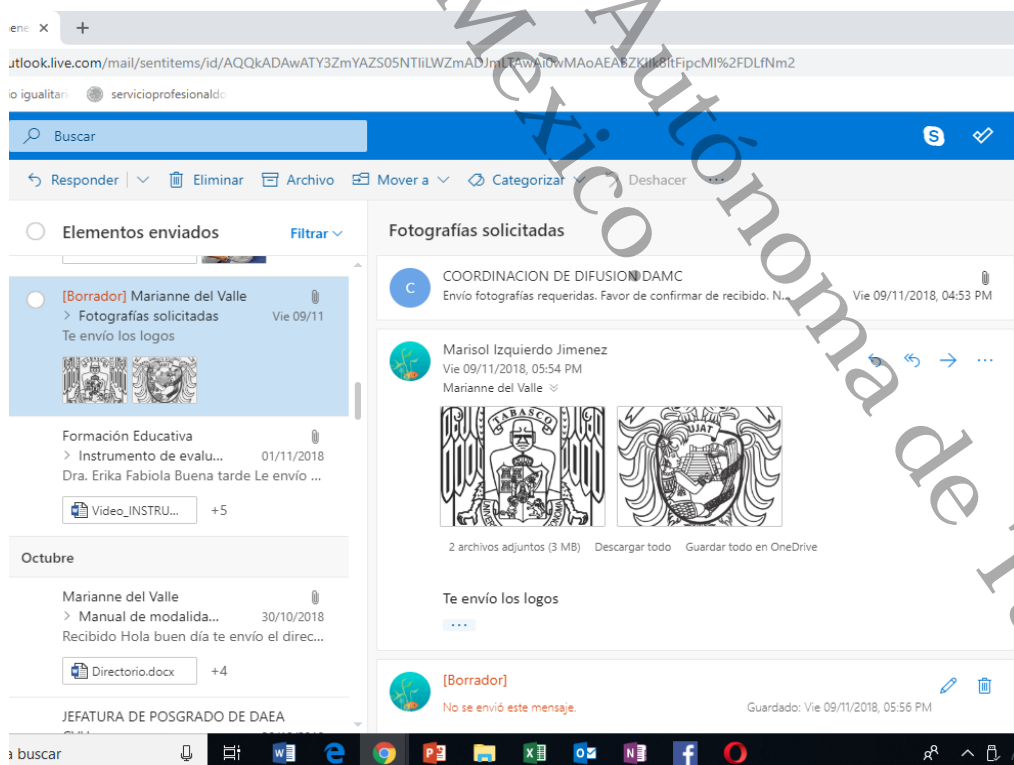 +
utlook.live.com/mail/sentitems/id/AQQkADAwATY3ZmYAZS05NTIiLWZmADJmLTAwAi0wMAoAEABZKIlk8ltFipcMl%2FDLfNm2
io igualitari servicioprofesionaldo
Buscar
Responder Eliminar Archivo Mover a Categorizar Deshacer ...
Elementos enviados Filtrar
[Borrador] Marianne del Valle
> Fotografías solicitadas Vie 09/11
Te envío los logos
Formación Educativa
> Instrumento de evalu... 01/11/2018
Dra. Erika Fabiola Buena tarde Le envío ...
Video_INSTRU... +5
Octubre
Marianne del Valle
> Manual de modalida... 30/10/2018
Recibido Hola buen día te envío el direc...
Directorio.docx +4
JEFATURA DE POSGRADO DE DAEA
Fotografías solicitadas
C
COORDINACION DE DIFUSION DAMC
Envío fotografías requeridas. Favor de confirmar de recibido. N... Vie 09/11/2018, 04:53 PM
Marisol Izquierdo Jimenez
Vie 09/11/2018, 05:54 PM
Marianne del Valle
TABASCO
UJAT
2 archivos adjuntos (3 MB) Descargar todo Guardar todo en OneDrive
Te envío los logos
...
[Borrador]
No se envió este mensaje. Guardado: Vie 09/11/2018, 05:56 PM
a buscar
Autónoma de
México